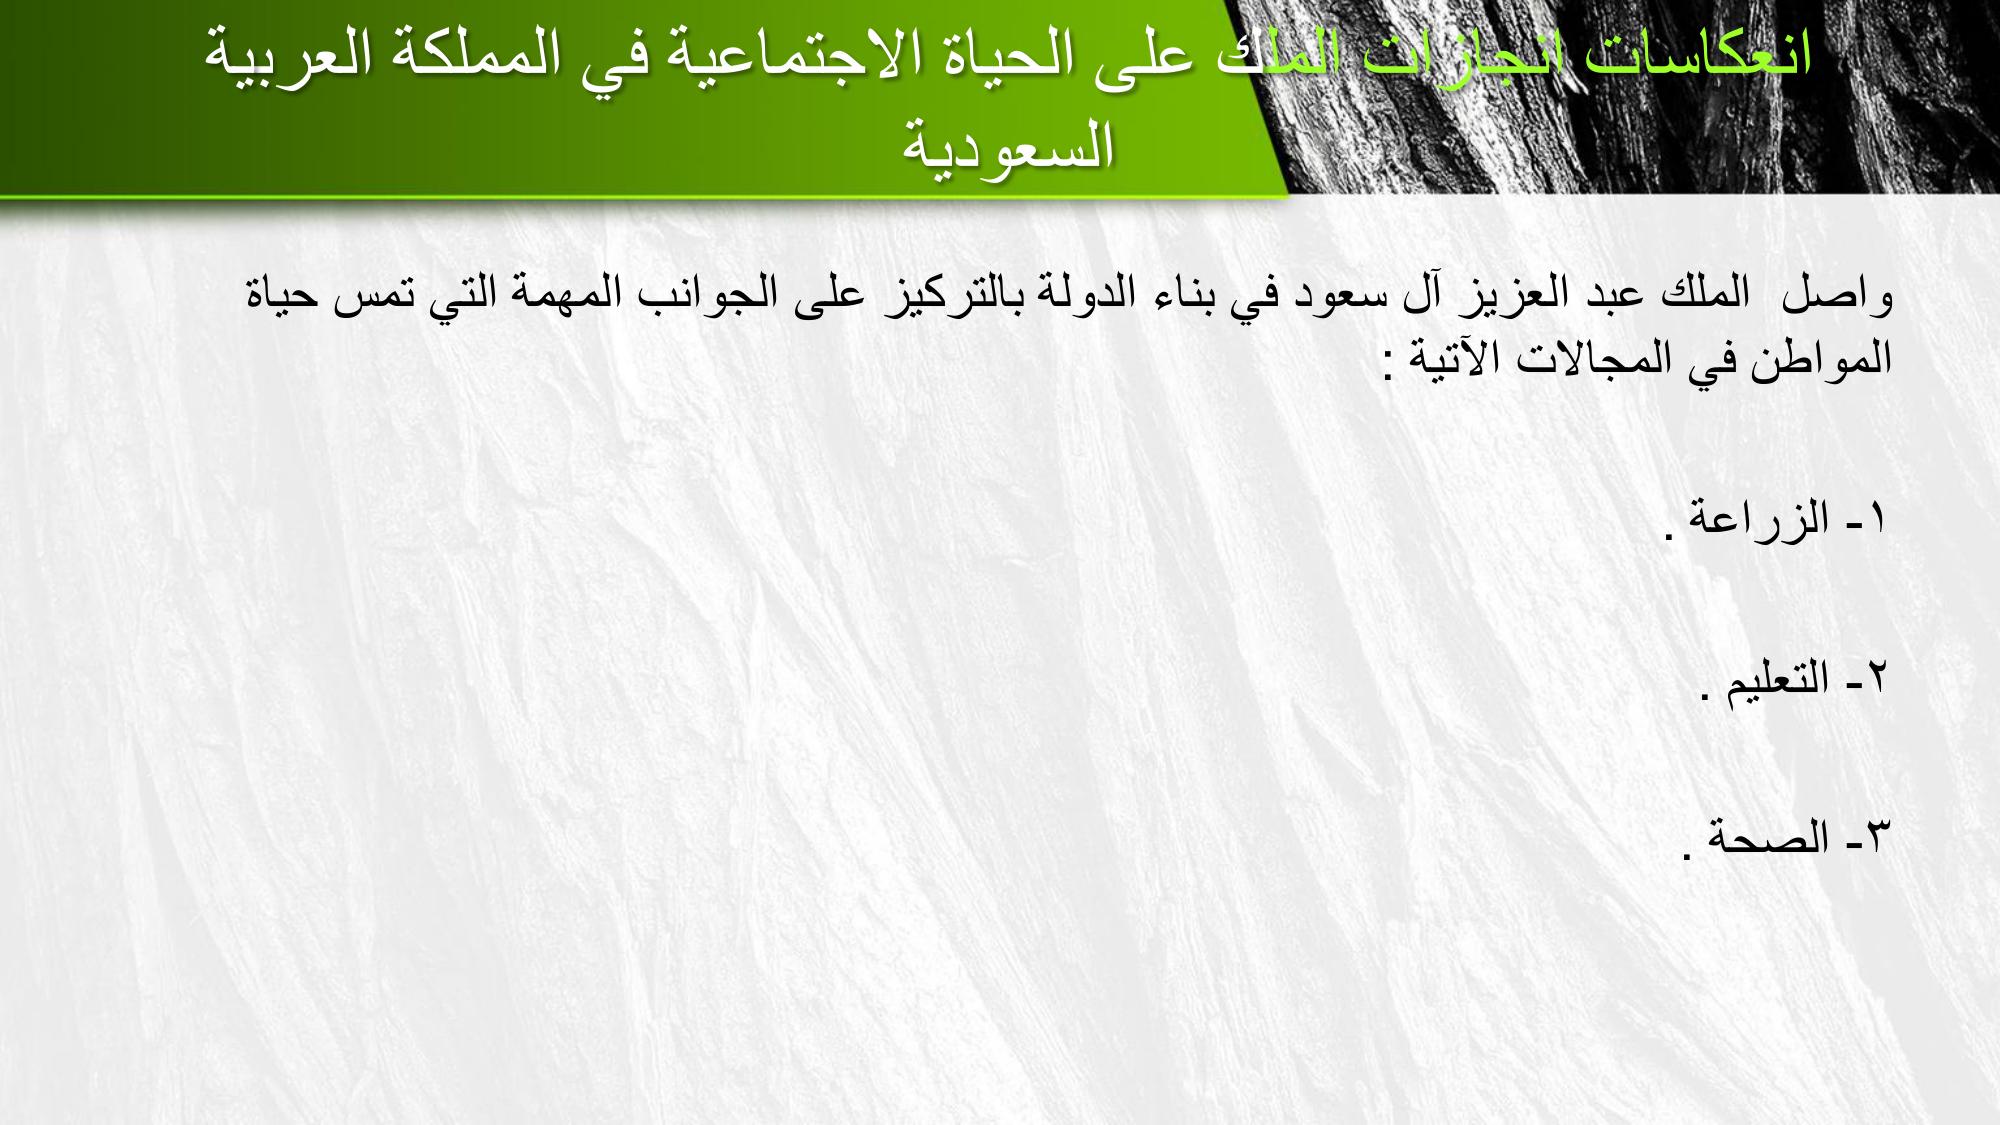 انعكاسات انجازات الملك على الحياة الاجتماعية في المملكة العربية
السعودية
واصل  الملك عبد العزيز آل سعود في بناء الدولة بالتركيز على الجوانب المهمة التي تمس حياة
المواطن في المجالات الآتية :
١- الزراعة .
٢- التعليم .
٣- الصحة .